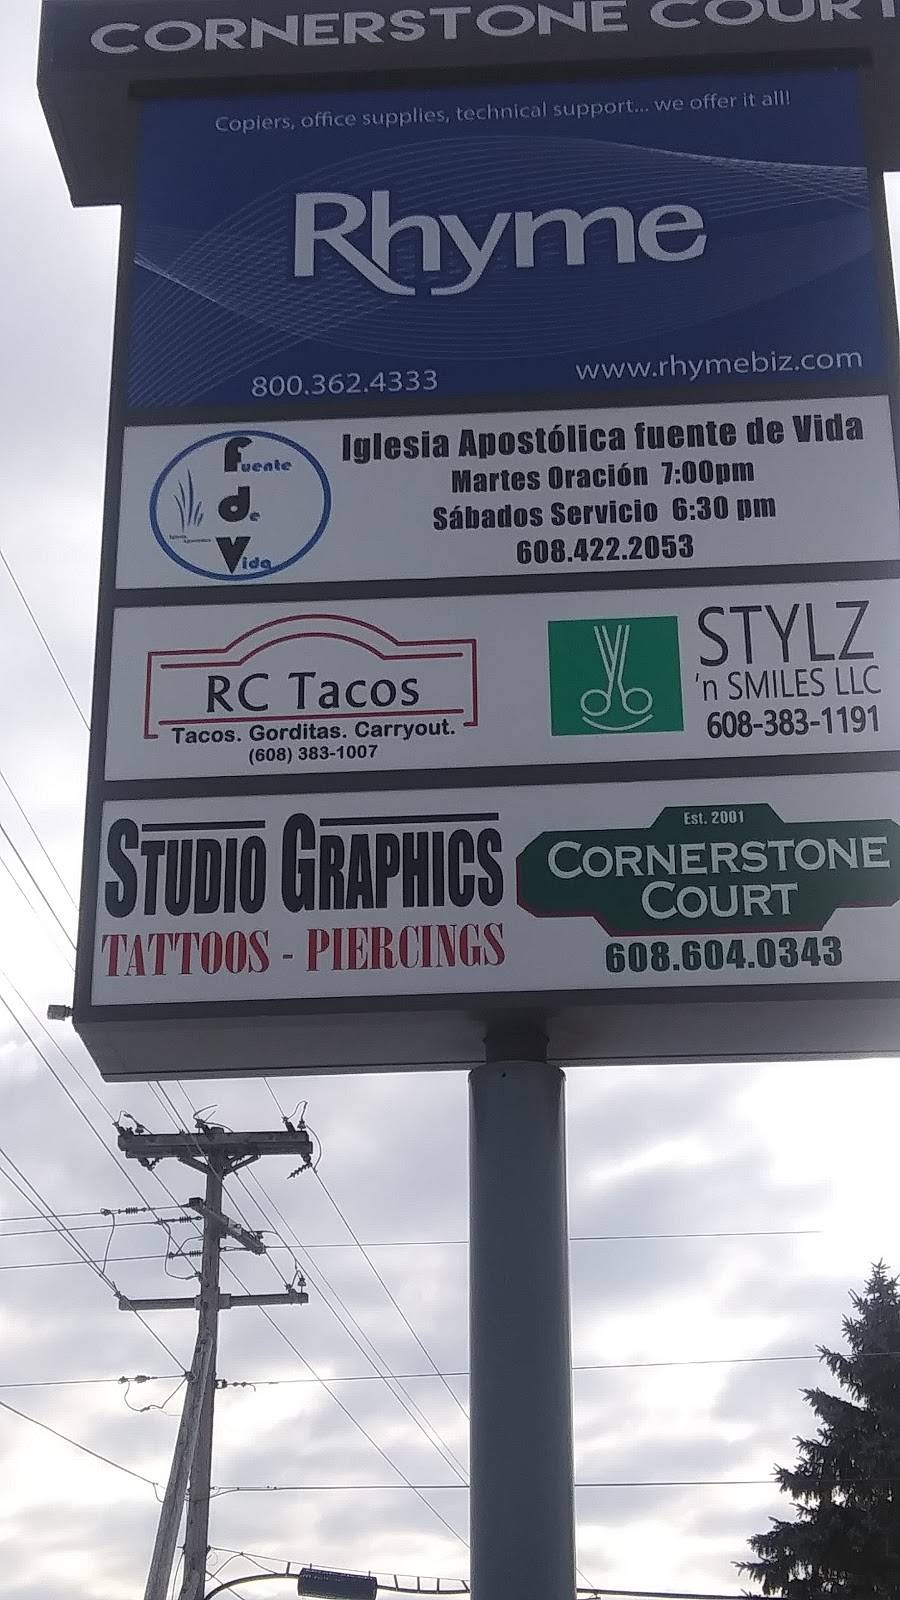 CORNERSTONE COURT
Copiers, office supplies, technical support... we offer it all!
Rhyme
800.362.4333
www.rhymebiz.com
Fuente
de
Vida
Iglesia Apostólica fuente de Vida
Martes Oración 7:00pm
Sábados Servicio 6:30 pm
608.422.2053
RC Tacos
Tacos. Gorditas. Carryout.
(608) 383-1007
STYLZ
'n SMILES LLC
608-383-1191
STUDIO GRAPHICS
TATTOOS - PIERCINGS
Est. 2001
CORNERSTONE
COURT
608.604.0343